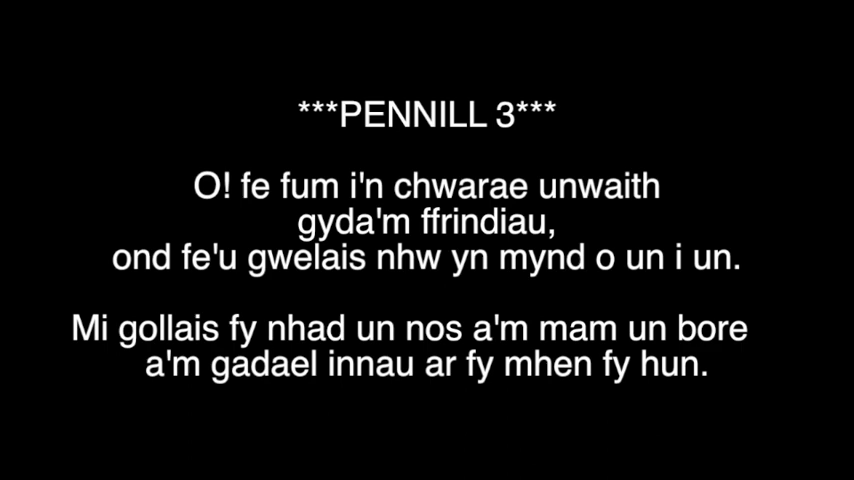 ***PENNILL 3***
O! fe fum i'n chwarae unwaith
gyda'm ffrindiau,
ond fe'u gwelais nhw yn mynd o un i un.
Mi gollais fy nhad un nos a'm mam un bore
a'm gadael innau ar fy mhen fy hun.